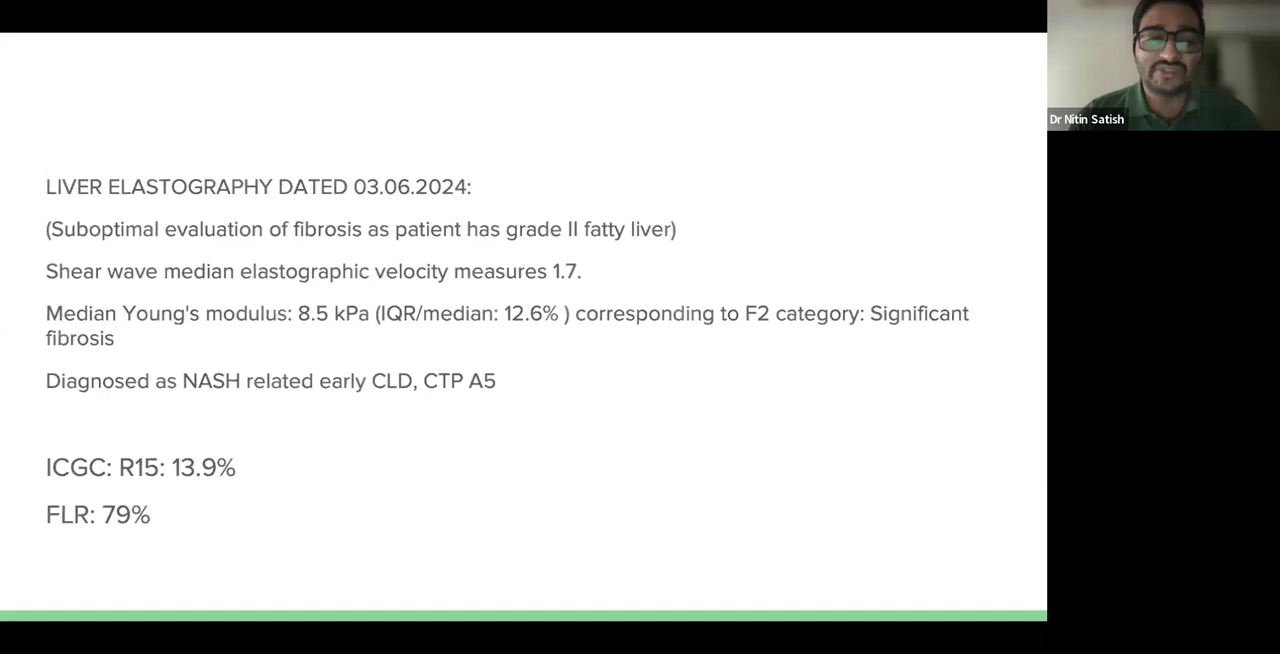 Dr Nitin Satish
LIVER ELASTOGRAPHY DATED 03.06.2024:
(Suboptimal evaluation of fibrosis as patient has grade II fatty liver)
Shear wave median elastographic velocity measures 1.7.
Median Young's modulus: 8.5 kPa (IQR/median: 12.6% ) corresponding to F2 category: Significant
fibrosis
Diagnosed as NASH related early CLD, CTP A5
ICGC: R15: 13.9%
FLR: 79%